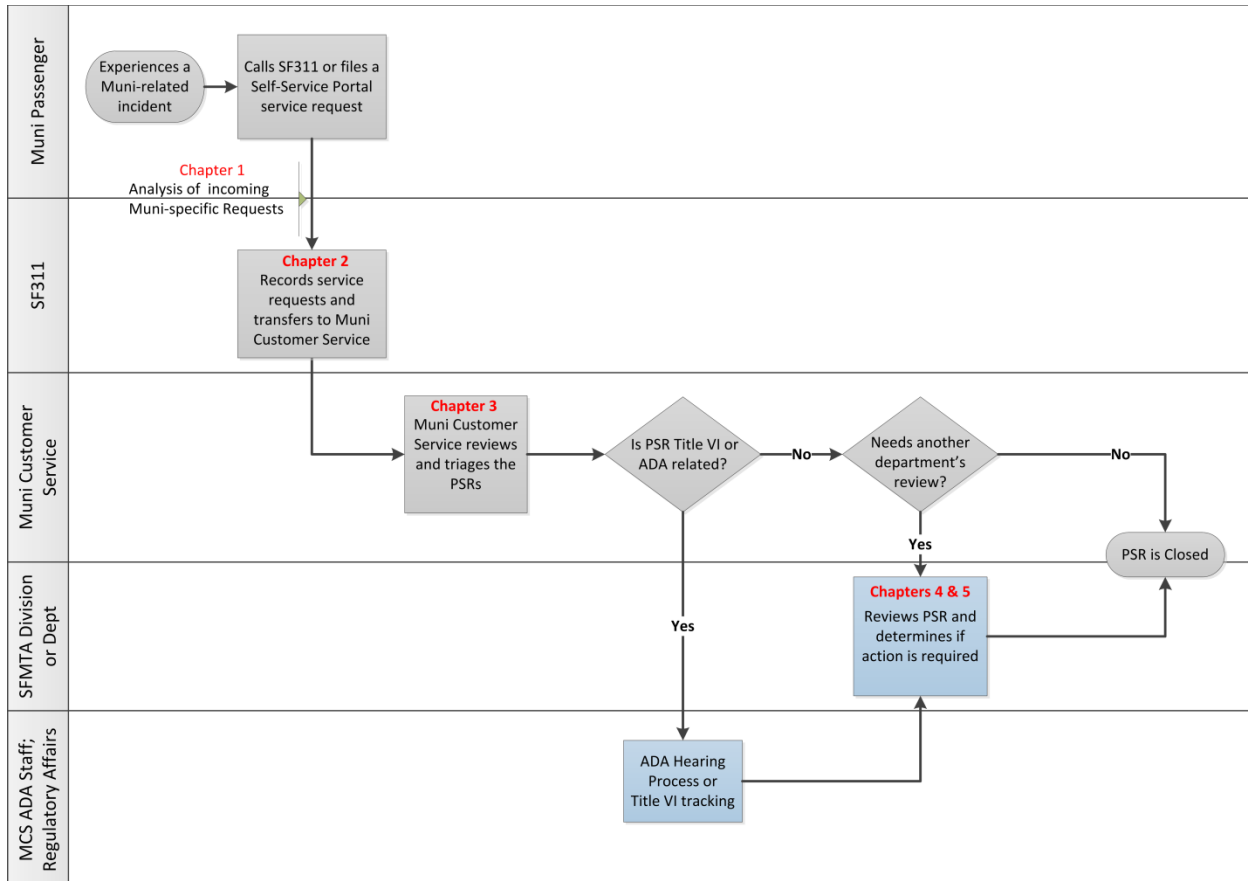 Muni Passenger
Experiences a
Muni-related
incident
Calls SF311 or files a
Self-Service Portal
service request
Chapter 1
Analysis of incoming
Muni-specific Requests
SF311
Chapter 2
Records service
requests and
transfers to Muni
Customer Service
Muni Customer
Service
Chapter 3
Muni Customer
Service reviews
and triages the
PSRs
Is PSR Title VI or
ADA related?
No
Needs another
department's
review?
No
Yes
PSR is Closed
SFMTA Division
or Dept
Yes
Chapters 4 & 5
Reviews PSR and
determines if
action is required
MCS ADA Staff;
Regulatory Affairs
ADA Hearing
Process or
Title VI tracking